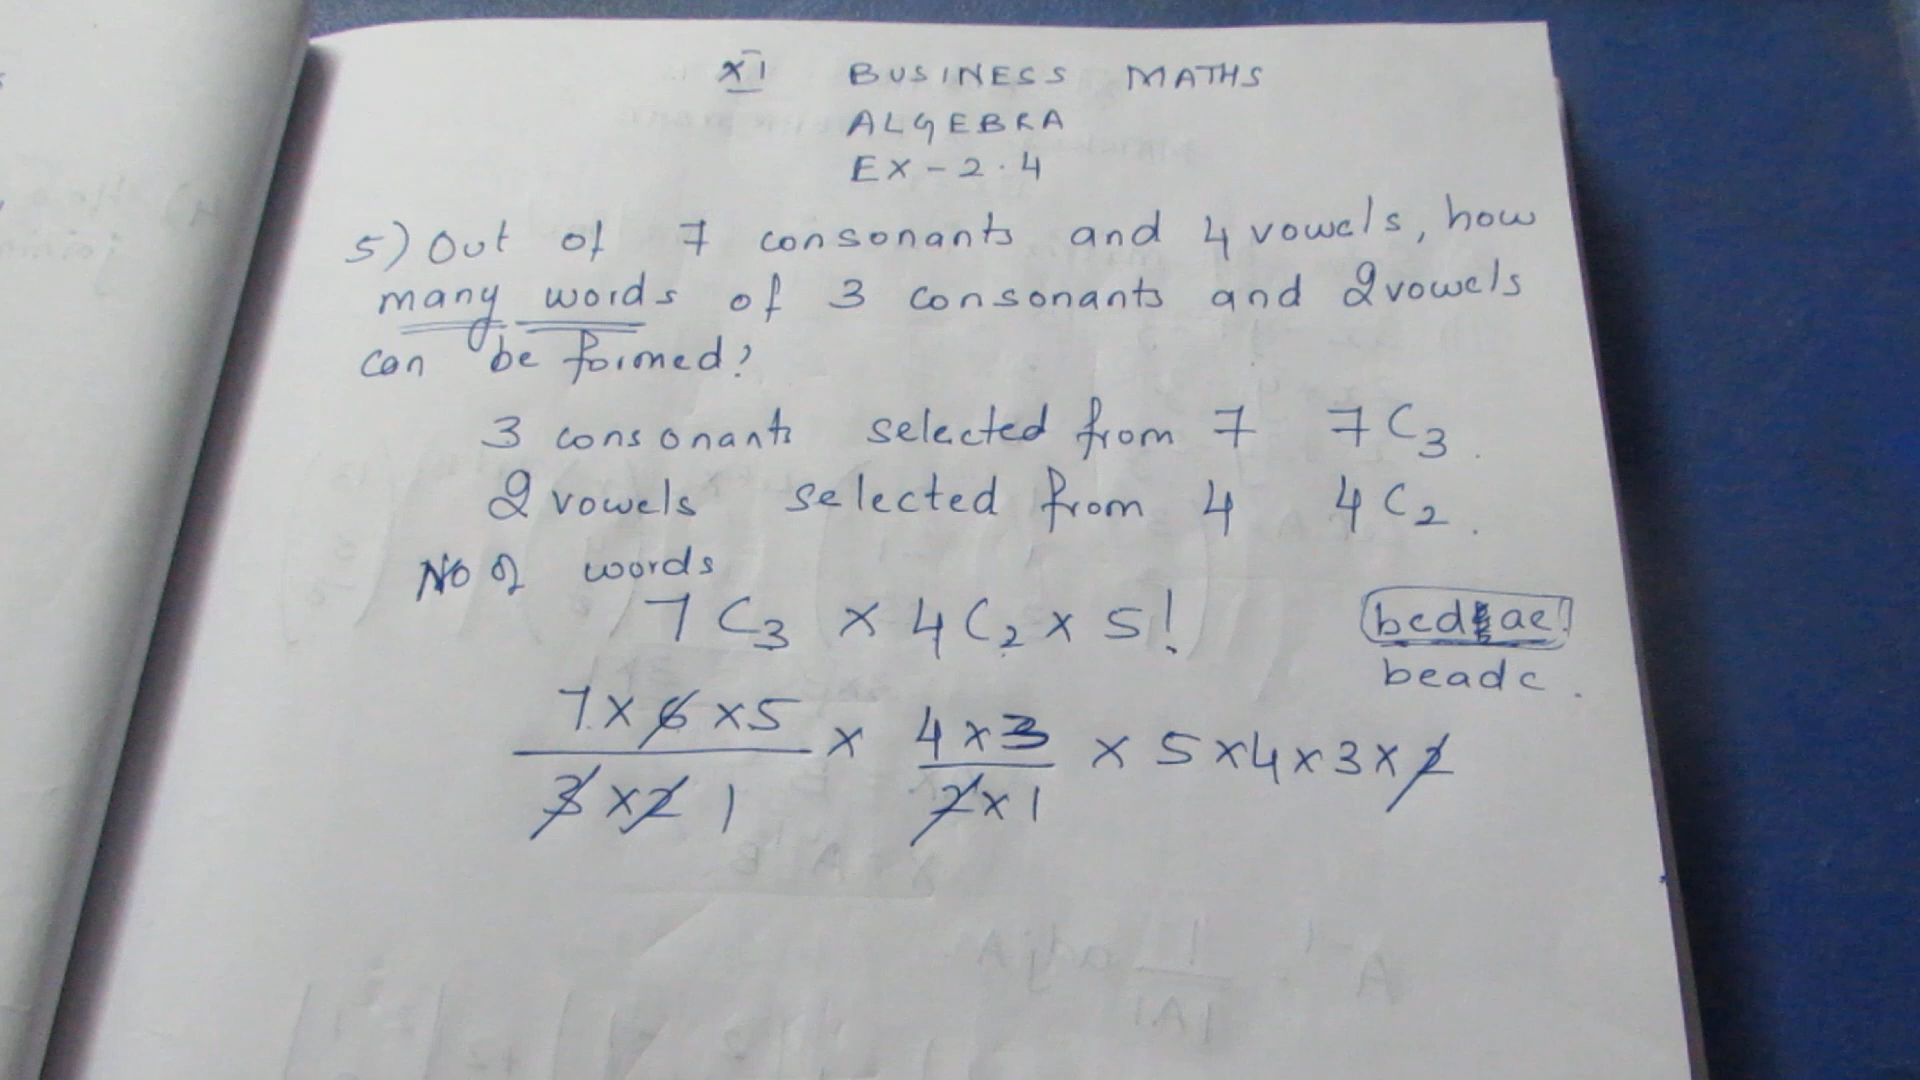 XI BUSINESS MATHS
ALGEBRA
EX - 2.4
5) Out of 7 consonants and 4 vowels, how
many words of 3 consonants and 2 vowels
can be formed?
3 consonants selected from 7 7C3.
2 vowels selected from 4 4C2.
No of words
7C3 × 4C2 × 5!
bcd ae!
beadc.
7 × 6 × 5 × 4 × 3 × 5 × 4 × 3 × 2
3 × 2 1 2 × 1